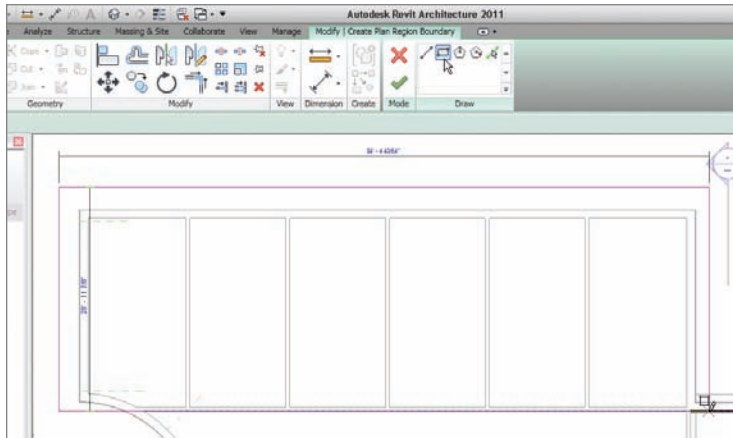 Autodesk Revit Architecture 2011
Analyze Structure Massing & Site Collaborate View Manage Modify | Create Plan Region Boundary
Geometry Modify View Dimension Create Mode Draw